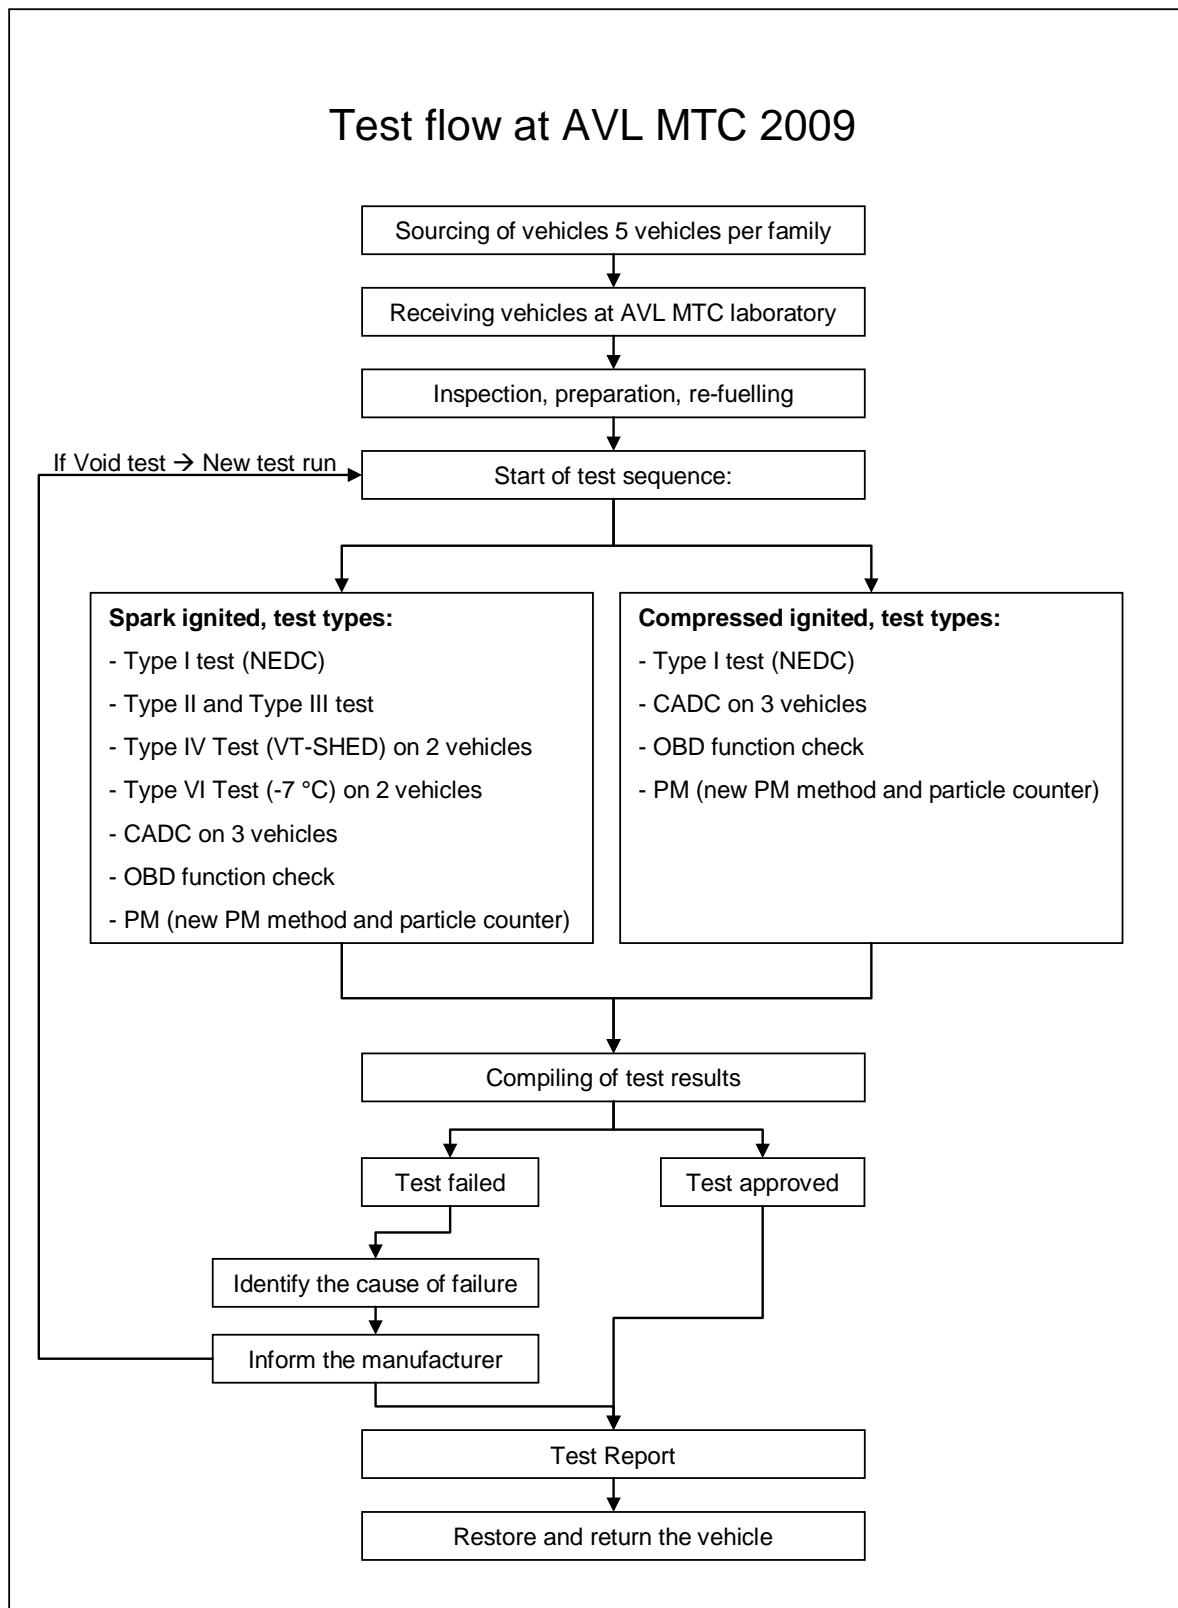 Test flow at AVL MTC 2009
Sourcing of vehicles 5 vehicles per family
Receiving vehicles at AVL MTC laboratory
Inspection, preparation, re-fuelling
If Void test → New test run
Start of test sequence:
Spark ignited, test types:
- Type I test (NEDC)
- Type II and Type III test
- Type IV Test (VT-SHED) on 2 vehicles
- Type VI Test (-7 °C) on 2 vehicles
- CADC on 3 vehicles
- OBD function check
- PM (new PM method and particle counter)
Compressed ignited, test types:
- Type I test (NEDC)
- CADC on 3 vehicles
- OBD function check
- PM (new PM method and particle counter)
Compiling of test results
Test failed
Test approved
Identify the cause of failure
Inform the manufacturer
Test Report
Restore and return the vehicle